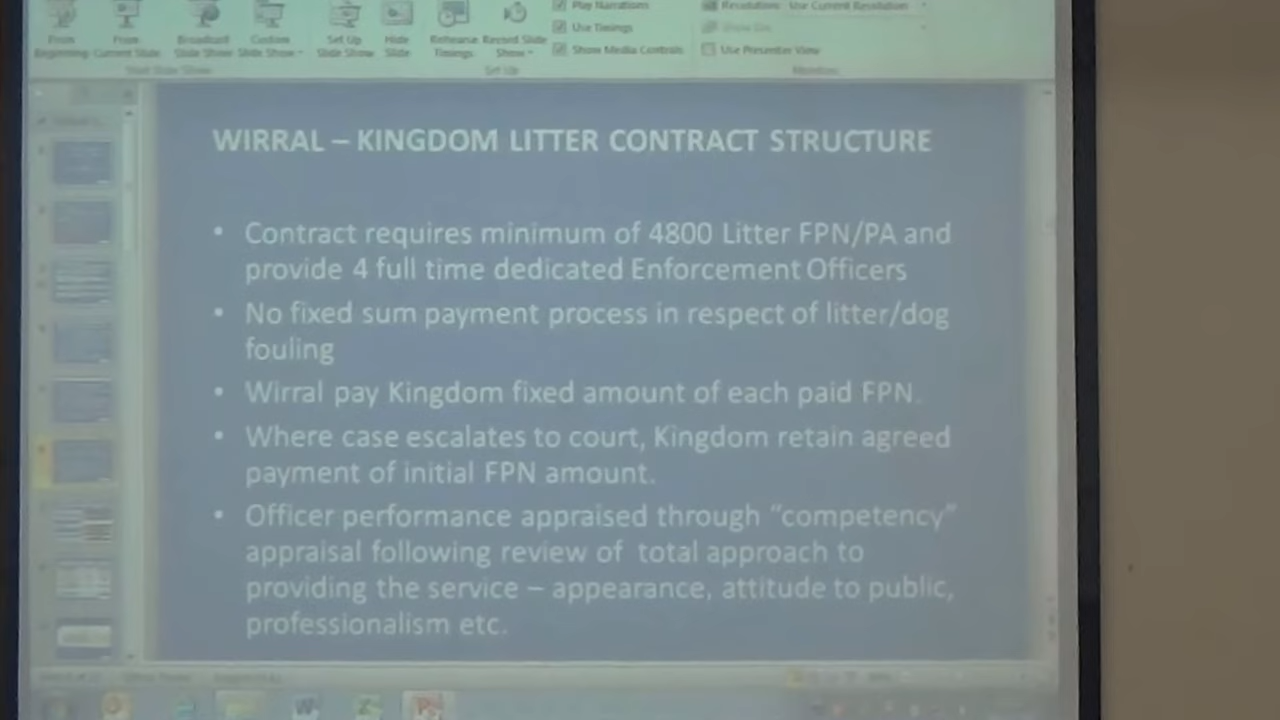 From Beginning
From Current Slide
Broadcast Slide Show
Custom Slide Show
Set Up Slide Show
Hide Slide
Rehearse Timings
Record Slide Show
Play Narrations
Use Timings
Show Media Controls
Resolution: Use Current Resolution
Use Presenter View
Start Slide Show
Set Up
Monitors
WIRRAL – KINGDOM LITTER CONTRACT STRUCTURE
• Contract requires minimum of 4800 Litter FPN/PA and
provide 4 full time dedicated Enforcement Officers
• No fixed sum payment process in respect of litter/dog
fouling
• Wirral pay Kingdom fixed amount of each paid FPN.
• Where case escalates to court, Kingdom retain agreed
payment of initial FPN amount.
• Officer performance appraised through “competency”
appraisal following review of total approach to
providing the service – appearance, attitude to public,
professionalism etc.